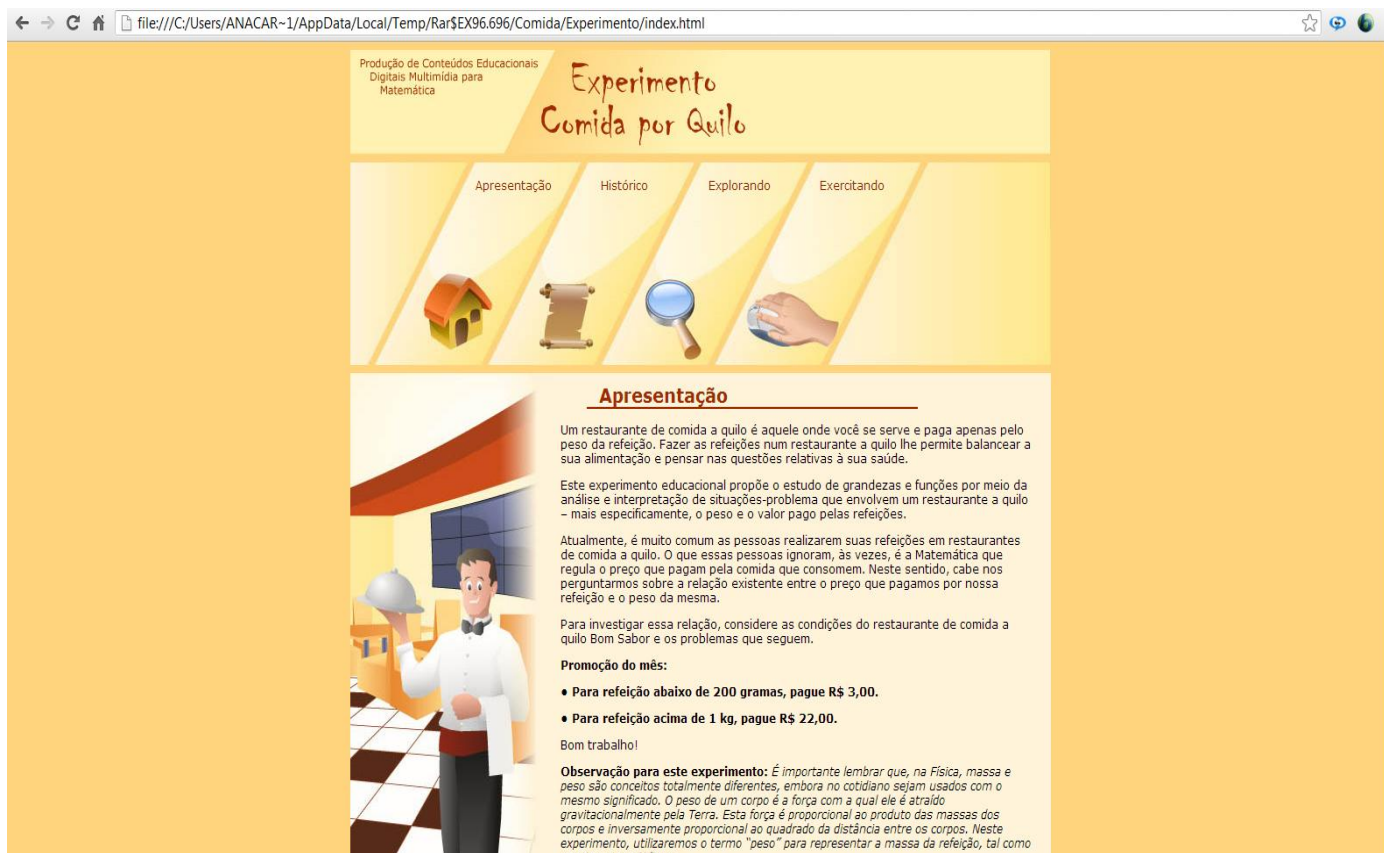 file:///C:/Users/ANACAR~1/AppData/Local/Temp/Rar$EX96.696/Comida/Experimento/index.html
Produção de Conteúdos Educacionais
Digitais Multimídia para
Matemática
Experimento
Comida por Quilo
Apresentação Histórico Explorando Exercitando
Apresentação
Um restaurante de comida a quilo é aquele onde você se serve e paga apenas pelo
peso da refeição. Fazer as refeições num restaurante a quilo lhe permite balancear a
sua alimentação e pensar nas questões relativas à sua saúde.
Este experimento educacional propõe o estudo de grandezas e funções por meio da
análise e interpretação de situações-problema que envolvem um restaurante a quilo
– mais especificamente, o peso e o valor pago pelas refeições.
Atualmente, é muito comum as pessoas realizarem suas refeições em restaurantes
de comida a quilo. O que essas pessoas ignoram, às vezes, é a Matemática que
regula o preço que pagam pela comida que consomem. Neste sentido, cabe nos
perguntarmos sobre a relação existente entre o preço que pagamos por nossa
refeição e o peso da mesma.
Para investigar essa relação, considere as condições do restaurante de comida a
quilo Bom Sabor e os problemas que seguem.
Promoção do mês:
● Para refeição abaixo de 200 gramas, pague R$ 3,00.
● Para refeição acima de 1 kg, pague R$ 22,00.
Bom trabalho!
Observação para este experimento: É importante lembrar que, na Física, massa e
peso são conceitos totalmente diferentes, embora no cotidiano sejam usados com o
mesmo significado. O peso de um corpo é a força com a qual ele é atraído
gravitacionalmente pela Terra. Esta força é proporcional ao produto das massas dos
corpos e inversamente proporcional ao quadrado da distância entre os corpos. Neste
experimento, utilizaremos o termo "peso" para representar a massa da refeição, tal como